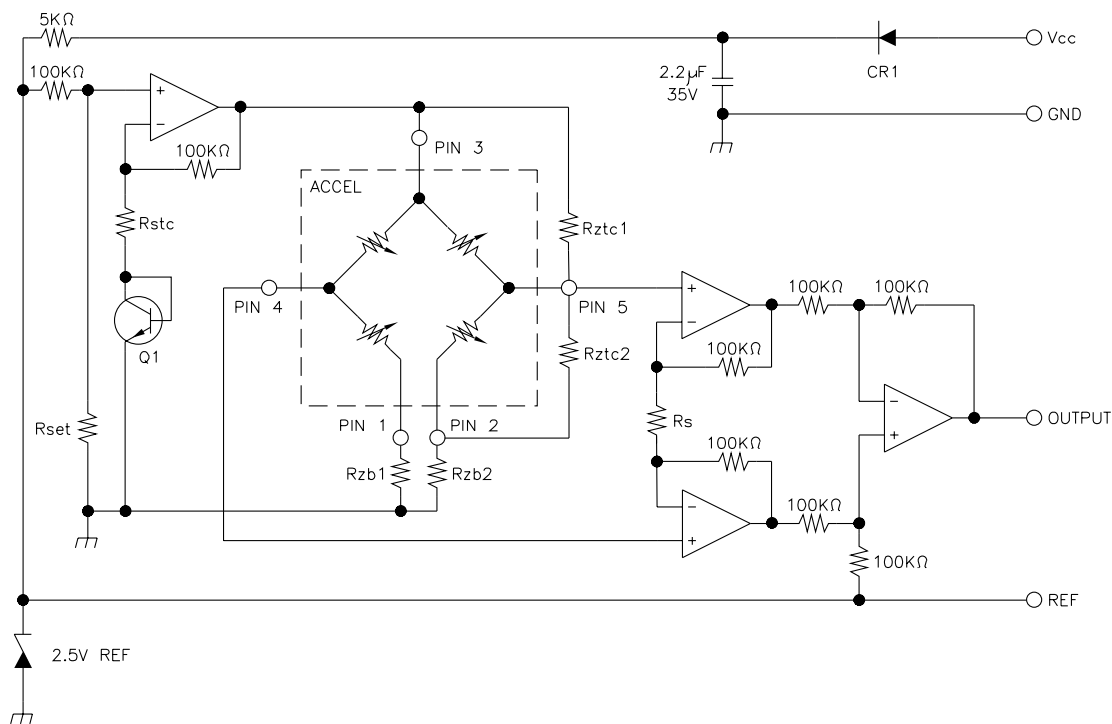 5KΩ
Vcc
100KΩ
2.2μF
35V
CR1
+
−
GND
100KΩ
PIN 3
ACCEL
Rstc
Rztc1
PIN 4
PIN 5
+
−
100KΩ
100KΩ
Q1
100KΩ
Rztc2
−
+
OUTPUT
Rset
PIN 1
PIN 2
Rs
Rzb1
Rzb2
100KΩ
−
+
100KΩ
100KΩ
REF
2.5V REF